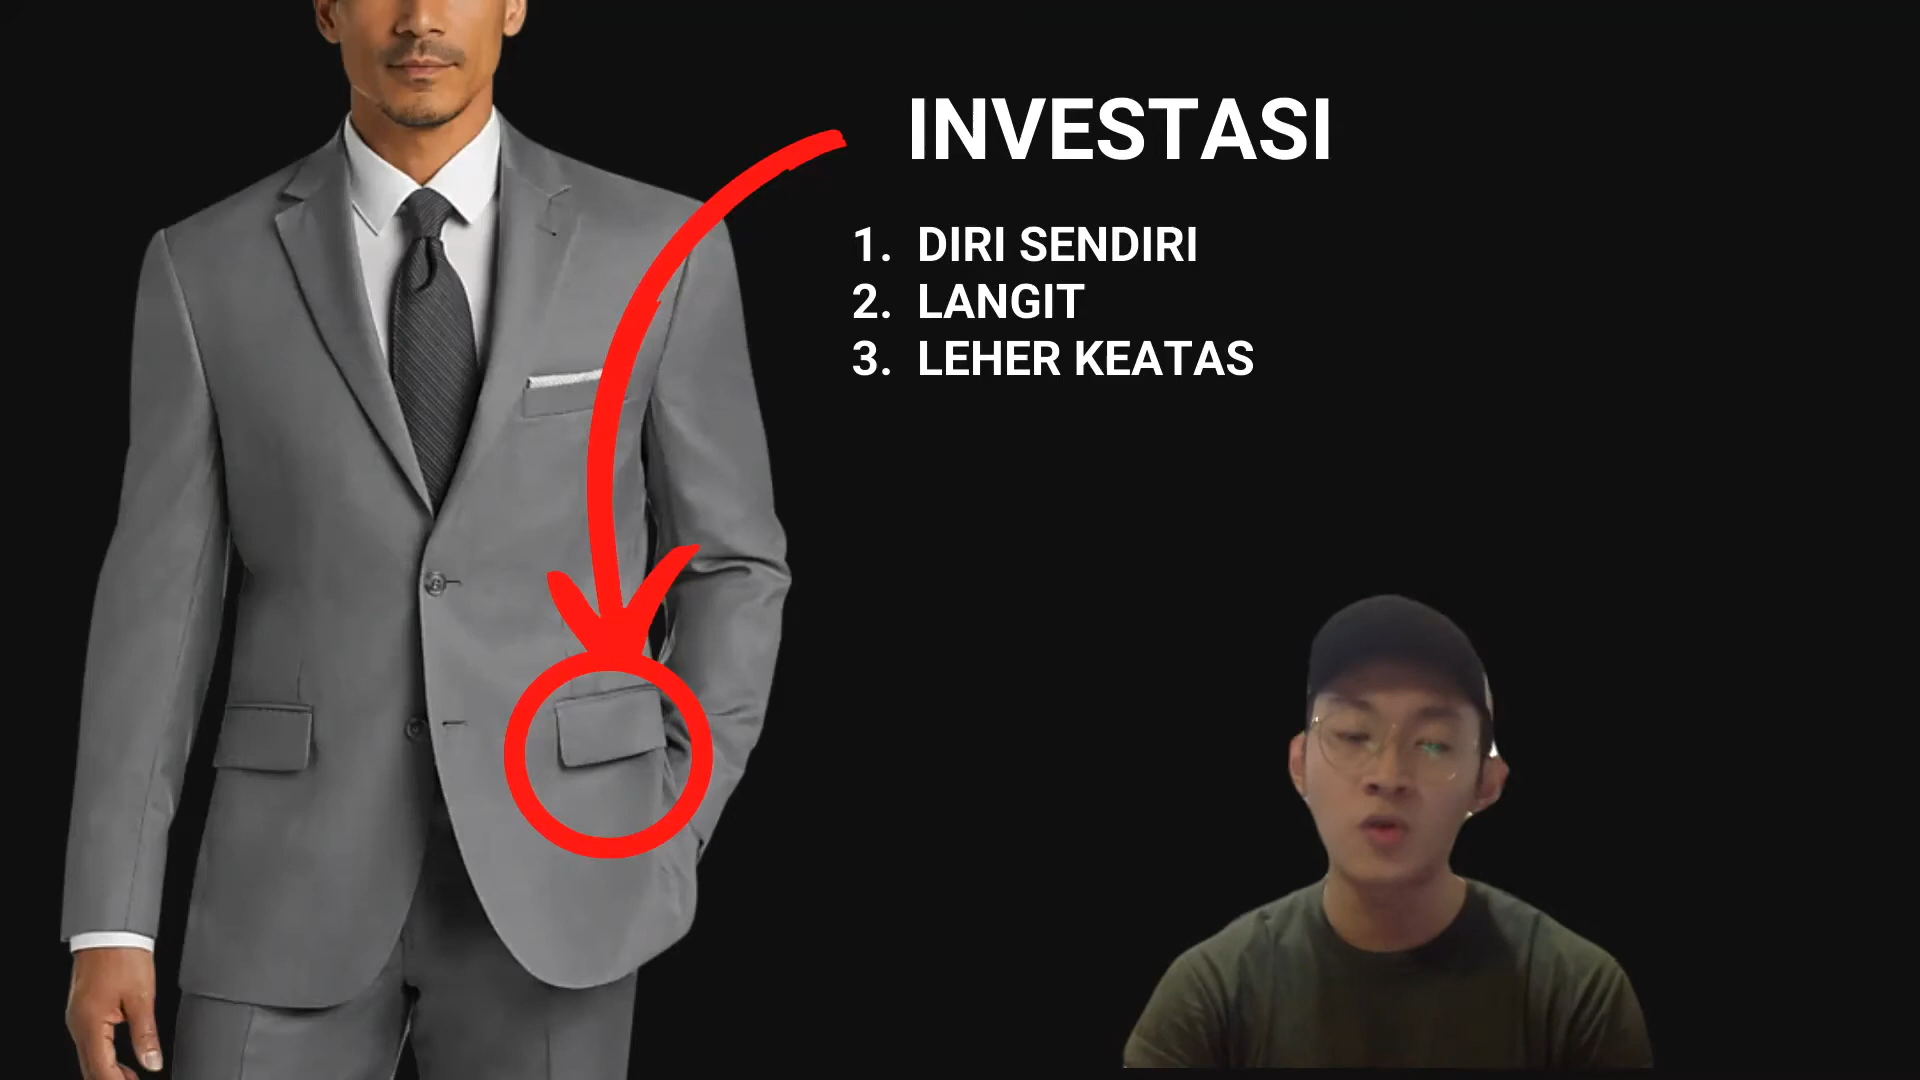 INVESTASI
1. DIRI SENDIRI
2. LANGIT
3. LEHER KEATAS